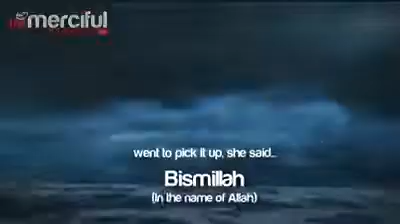 merciful
went to pick it up, she said...
Bismillah
(In the name of Allah)